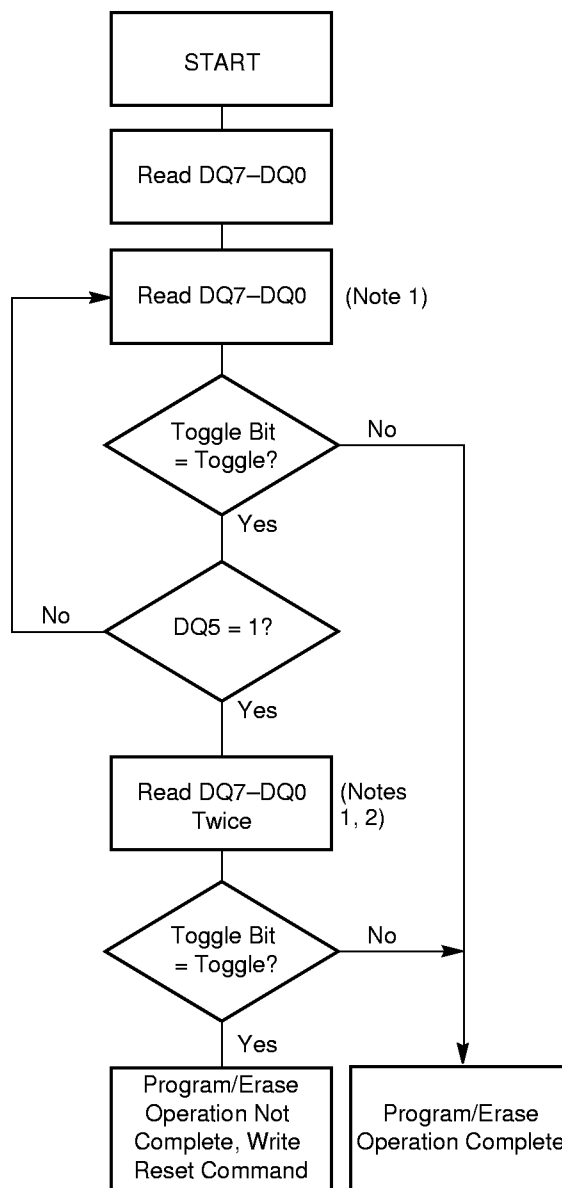 START
Read DQ7–DQ0
Read DQ7–DQ0
(Note 1)
Toggle Bit
= Toggle?
No
Yes
No
DQ5 = 1?
Yes
Read DQ7–DQ0
Twice
(Notes
1, 2)
Toggle Bit
= Toggle?
No
Yes
Program/Erase
Operation Not
Complete, Write
Reset Command
Program/Erase
Operation Complete